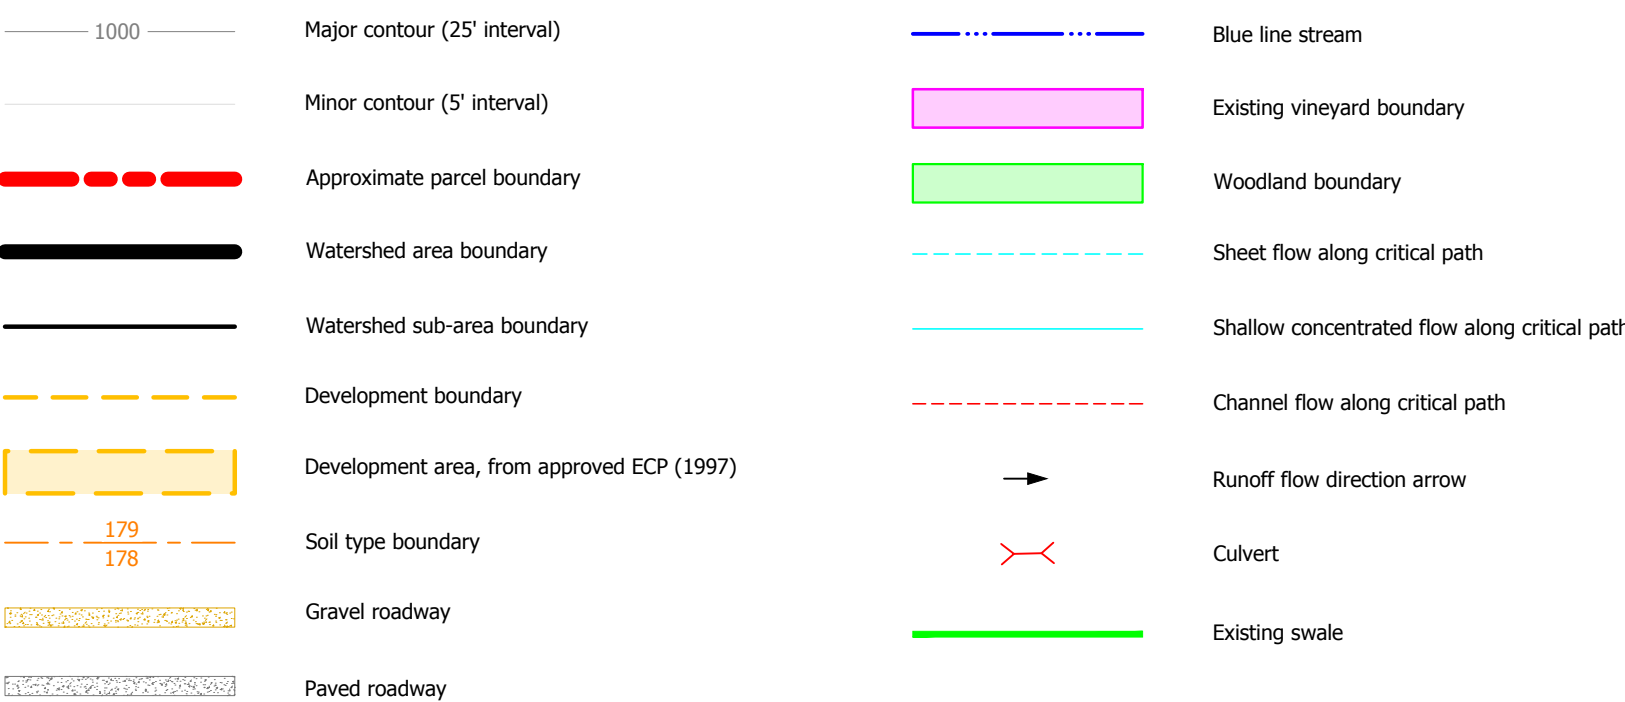 1000
Major contour (25' interval)
Minor contour (5' interval)
Approximate parcel boundary
Watershed area boundary
Watershed sub-area boundary
Development boundary
Development area, from approved ECP (1997)
179
178
Soil type boundary
Gravel roadway
Paved roadway
Blue line stream
Existing vineyard boundary
Woodland boundary
Sheet flow along critical path
Shallow concentrated flow along critical path
Channel flow along critical path
Runoff flow direction arrow
Culvert
Existing swale